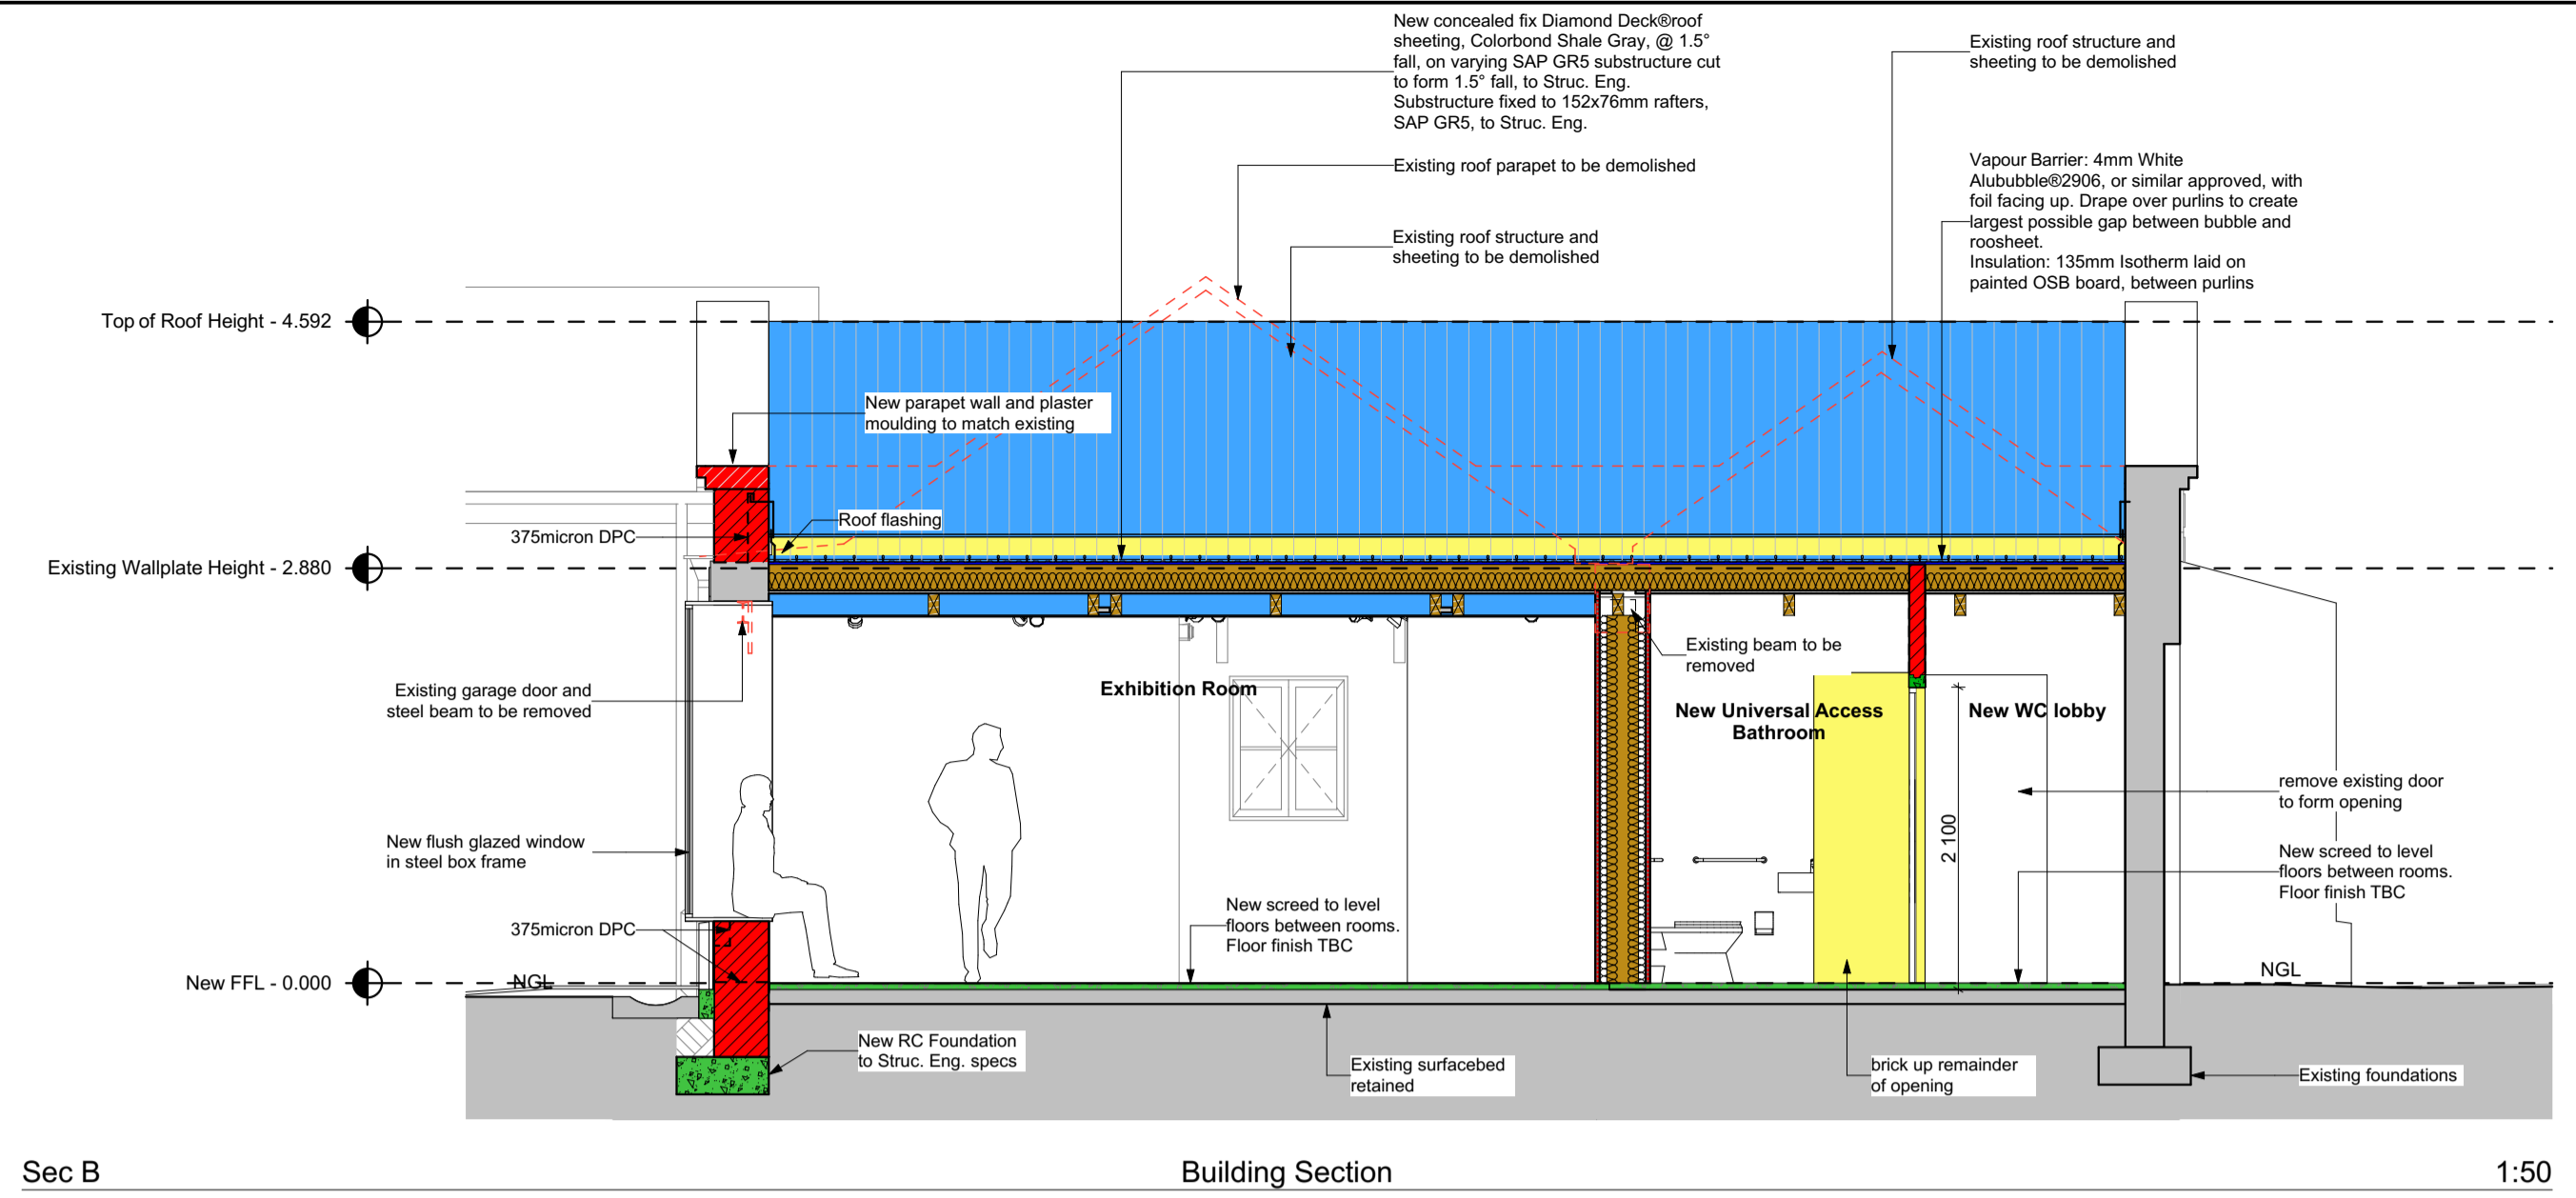 New concealed fix Diamond Deck®roof
sheeting, Colorbond Shale Gray, @ 1.5°
fall, on varying SAP GR5 substructure cut
to form 1.5° fall, to Struc. Eng.
Substructure fixed to 152x76mm rafters,
SAP GR5, to Struc. Eng.
Existing roof structure and
sheeting to be demolished
Existing roof parapet to be demolished
Vapour Barrier: 4mm White
Alububble®2906, or similar approved, with
foil facing up. Drape over purlins to create
largest possible gap between bubble and
roosheet.
Insulation: 135mm Isotherm laid on
painted OSB board, between purlins
Existing roof structure and
sheeting to be demolished
Top of Roof Height - 4.592
New parapet wall and plaster
moulding to match existing
Roof flashing
375micron DPC
Existing Wallplate Height - 2.880
Existing beam to be
removed
Existing garage door and
steel beam to be removed
Exhibition Room
New Universal Access
Bathroom
New WC lobby
remove existing door
to form opening
2 100
New flush glazed window
in steel box frame
New screed to level
floors between rooms.
Floor finish TBC
New screed to level
floors between rooms.
Floor finish TBC
375micron DPC
New FFL - 0.000
NGL
NGL
New RC Foundation
to Struc. Eng. specs
Existing surfacebed
retained
brick up remainder
of opening
Existing foundations
Sec B
Building Section
1:50